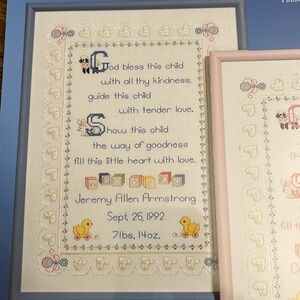 God bless this child
with all thy kindness,
guide this child
with tender love.
Show this child
the way of goodness
fill this little heart with love.
Jeremy Allen Armstrong
Sept. 25, 1992
7lbs. 14oz.